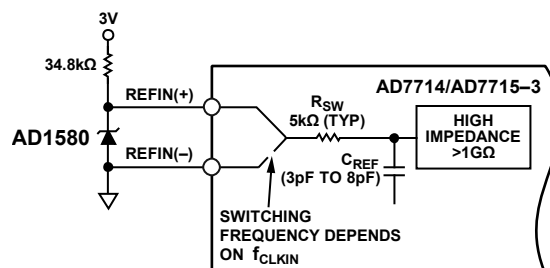 3V
34.8kΩ
AD1580
REFIN(+)
REFIN(–)
AD7714/AD7715–3
RSW
5kΩ (TYP)
HIGH
IMPEDANCE
>1GΩ
CREF
(3pF TO 8pF)
SWITCHING
FREQUENCY DEPENDS
ON fCLKIN